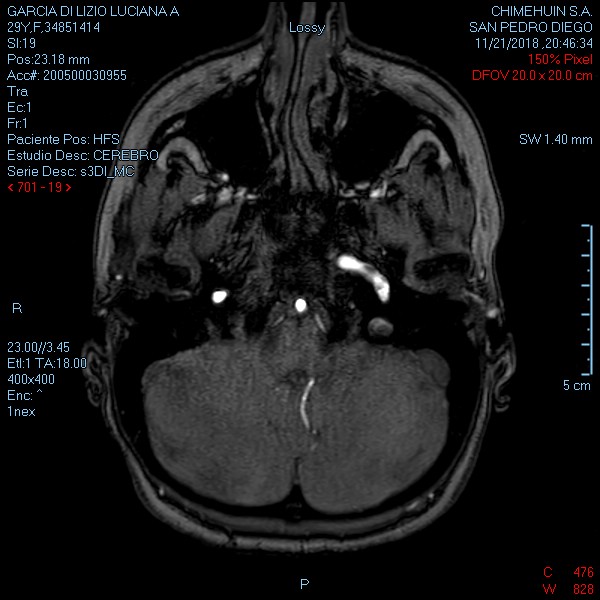 GARCIA DI LIZIO LUCIANA A
29Y,F,34851414
Sl:19
Pos:23.18 mm
Acc#: 200500030955
Tra
Ec:1
Fr:1
Paciente Pos: HFS
Estudio Desc: CEREBRO
Serie Desc: s3DI_MC
< 701 - 19 >
Lossy
CHIMEHUIN S.A.
SAN PEDRO DIEGO
11/21/2018 ,20:46:34
150% Pixel
DFOV 20.0 x 20.0 cm
SW 1.40 mm
R
23.00//3.45
Etl:1 TA:18.00
400x400
Enc: ^
1nex
5 cm
P
C 476
W 828